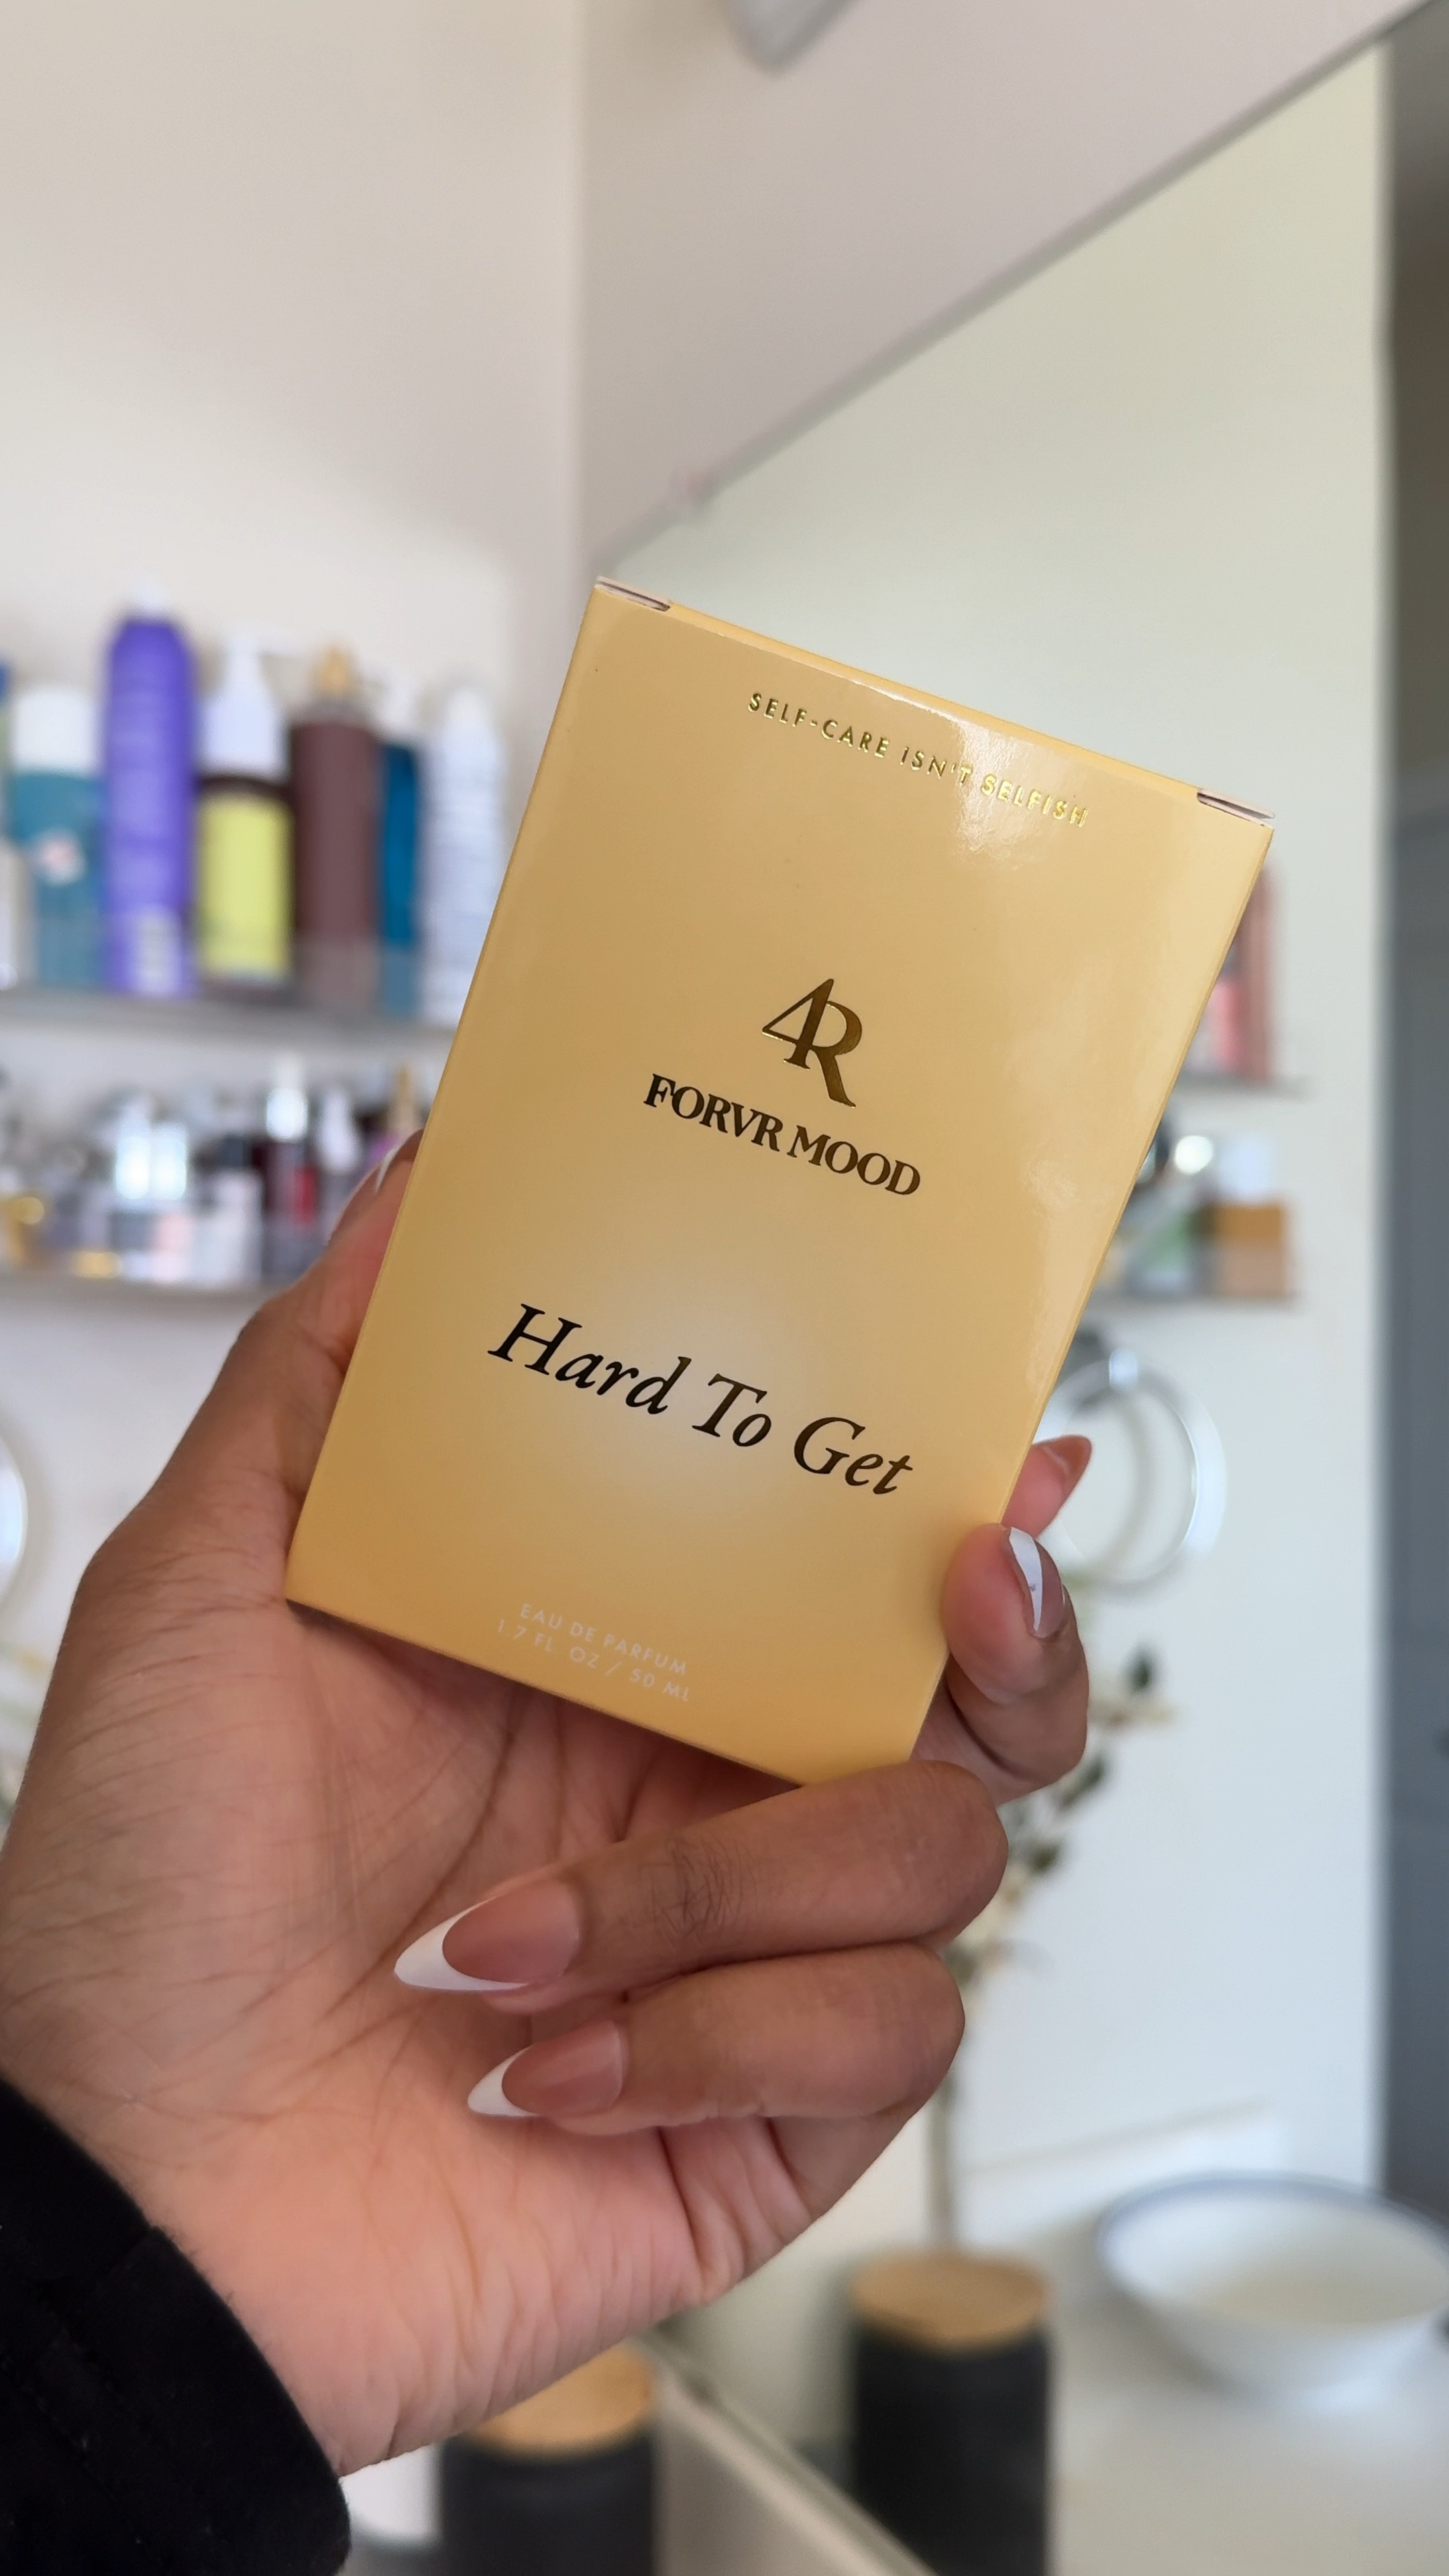 SELF-CARE ISN'T SELFISH
4R
FORVR MOOD
Hard To Get
EAU DE PARFUM
1.7 FL. OZ / 50 ML